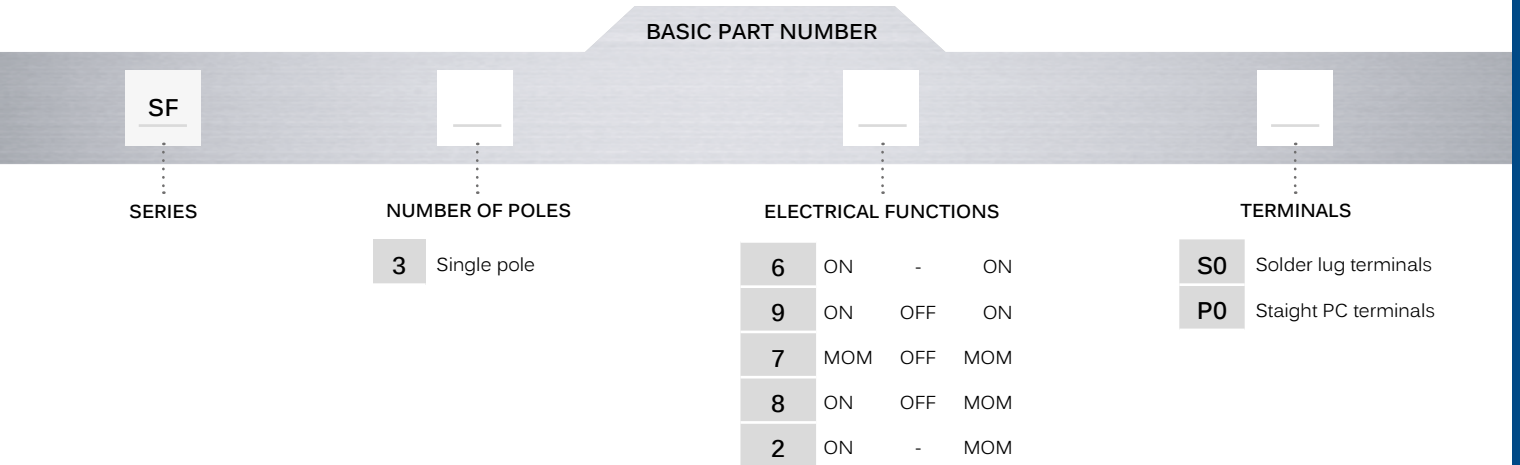 BASIC PART NUMBER
SF
SERIES
NUMBER OF POLES
3 Single pole
ELECTRICAL FUNCTIONS
6 ON - ON
9 ON OFF ON
7 MOM OFF MOM
8 ON OFF MOM
2 ON - MOM
TERMINALS
S0 Solder lug terminals
P0 Staight PC terminals